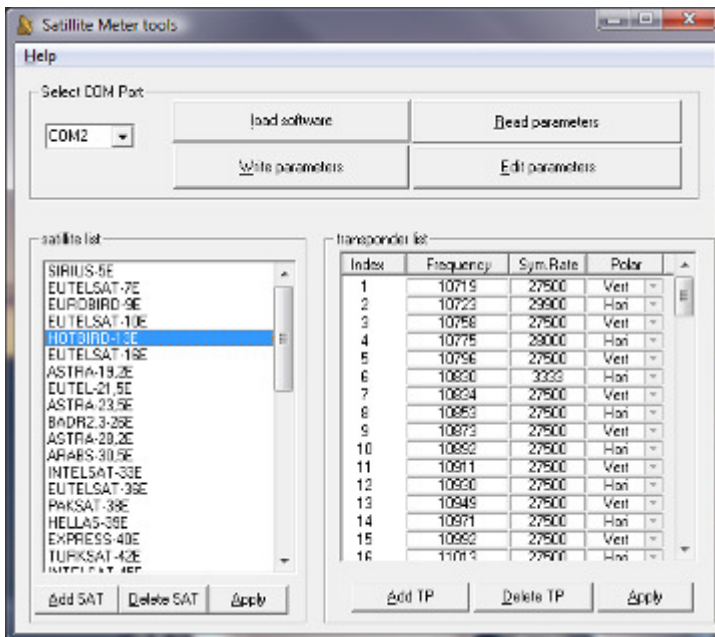 Satillite Meter tools
Help
Select COM Port
COM2
load software
Read parameters
Write parameters
Edit parameters
satillite list
SIRIUS-5E
EUTELSAT-7E
EUROBIRD-9E
EUTELSAT-10E
HOTBIRD-13E
EUTELSAT-16E
ASTRA-19,2E
EUTEL-21,5E
ASTRA-23,5E
BADR2,3-26E
ASTRA-28,2E
ARABS-30,5E
INTELSAT-33E
EUTELSAT-36E
PAKSAT-38E
HELLAS-39E
EXPRESS-40E
TURKSAT-42E
INTELSAT-45E
Add SAT Delete SAT Apply
transponder list
Index Frequency Sym.Rate Polar
1 10719 27500 Vert
2 10723 29900 Hori
3 10758 27500 Vert
4 10775 28000 Hori
5 10796 27500 Vert
6 10830 3333 Hori
7 10834 27500 Vert
8 10853 27500 Hori
9 10873 27500 Vert
10 10892 27500 Hori
11 10911 27500 Vert
12 10930 27500 Hori
13 10949 27500 Vert
14 10971 27500 Hori
15 10992 27500 Vert
16 11013 27500 Hori
Add TP Delete TP Apply